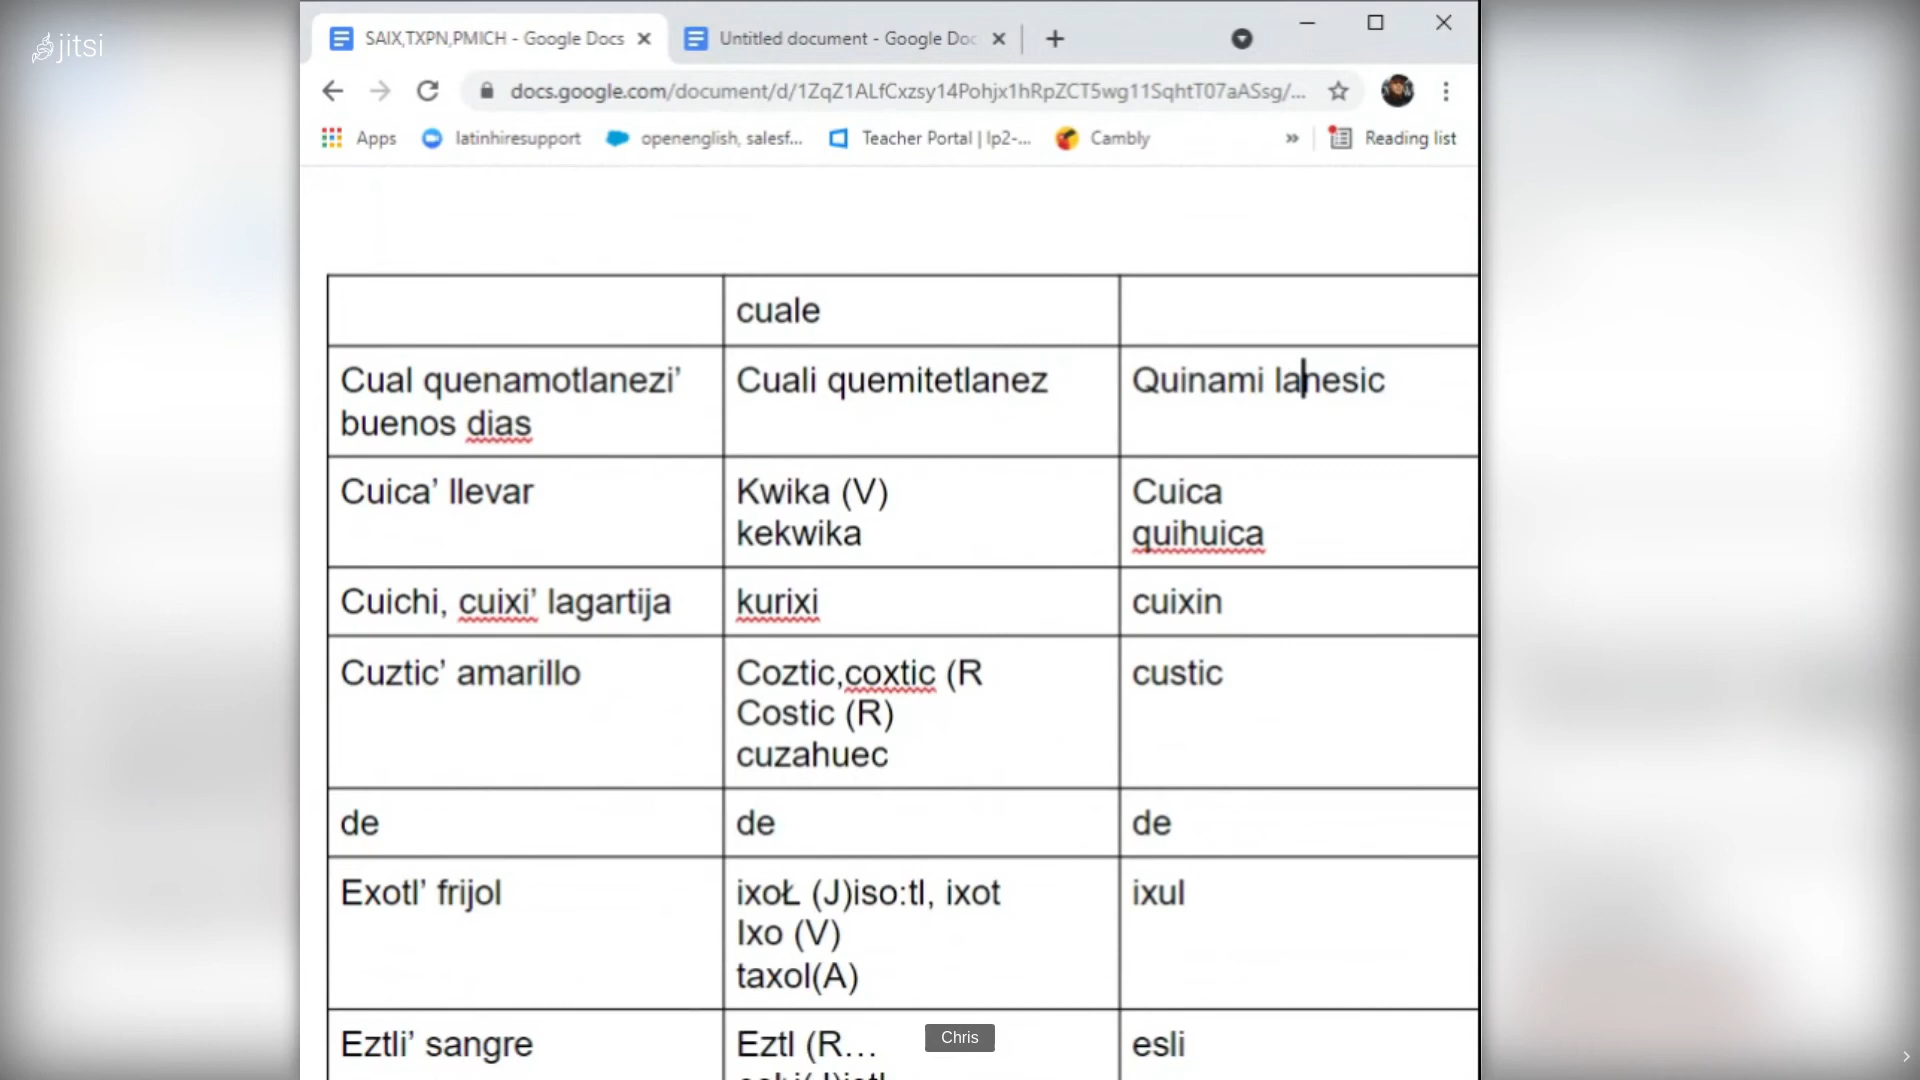 jitsi
SAIX,TXPN,PMICH - Google Docs
Untitled document - Google Doc
docs.google.com/document/d/1ZqZ1ALfCxzsy14Pohjx1hRpZCT5wg11SqhtT07aASsg/...
Apps
latinhiresupport
openenglish, salesf...
Teacher Portal | lp2-...
Cambly
»
Reading list
cuale
Cual quenamotlanezi’
buenos dias
Cuali quemitetlanez
Quinami lanesic
Cuica’ llevar
Kwika (V)
kekwika
Cuica
quihuica
Cuichi, cuixi’ lagartija
kurixi
cuixin
Cuztic’ amarillo
Coztic,coxtic (R
Costic (R)
cuzahuec
custic
de
de
de
Exotl’ frijol
ixoŁ (J)iso:tl, ixot
Ixo (V)
taxol(A)
ixul
Eztli’ sangre
Eztl (R…
esli
Chris